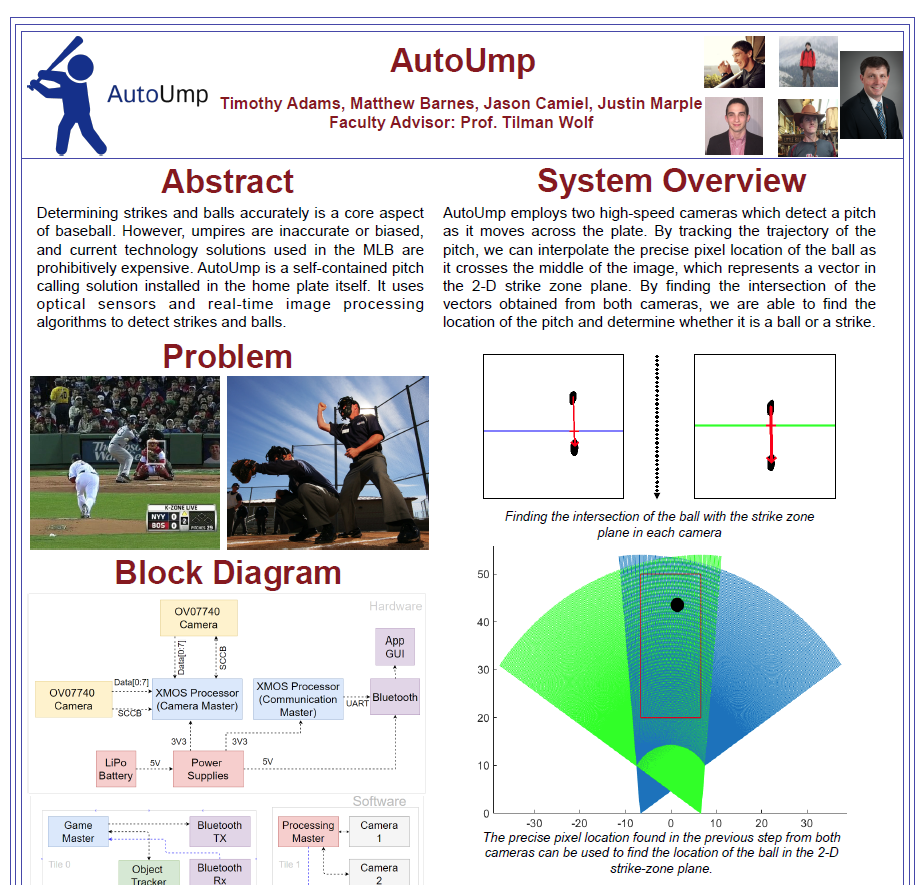 AutoUmp
AutoUmp
Timothy Adams, Matthew Barnes, Jason Camiel, Justin Marple
Faculty Advisor: Prof. Tilman Wolf
Abstract
Determining strikes and balls accurately is a core aspect
of baseball. However, umpires are inaccurate or biased,
and current technology solutions used in the MLB are
prohibitively expensive. AutoUmp is a self-contained pitch
calling solution installed in the home plate itself. It uses
optical sensors and real-time image processing
algorithms to detect strikes and balls.
System Overview
AutoUmp employs two high-speed cameras which detect a pitch
as it moves across the plate. By tracking the trajectory of the
pitch, we can interpolate the precise pixel location of the ball as
it crosses the middle of the image, which represents a vector in
the 2-D strike zone plane. By finding the intersection of the
vectors obtained from both cameras, we are able to find the
location of the pitch and determine whether it is a ball or a strike.
Problem
K-ZONE LIVE
NYY 0
BOS 0
2
PITCHES 29
Finding the intersection of the ball with the strike zone
plane in each camera
50
40
30
20
10
0
-30
-20
-10
0
10
20
30
The precise pixel location found in the previous step from both
cameras can be used to find the location of the ball in the 2-D
strike-zone plane.
Block Diagram
Hardware
OV07740
Camera
Data[0:7]
SCCB
App
GUI
OV07740
Camera
Data[0:7]
SCCB
XMOS Processor
(Camera Master)
XMOS Processor
(Communication
Master)
UART
Bluetooth
3V3
3V3
LiPo
Battery
5V
Power
Supplies
5V
Software
Game
Master
Bluetooth
TX
Tile 0
Object
Tracker
Bluetooth
Rx
Processing
Master
Camera
1
Tile 1
Camera
2